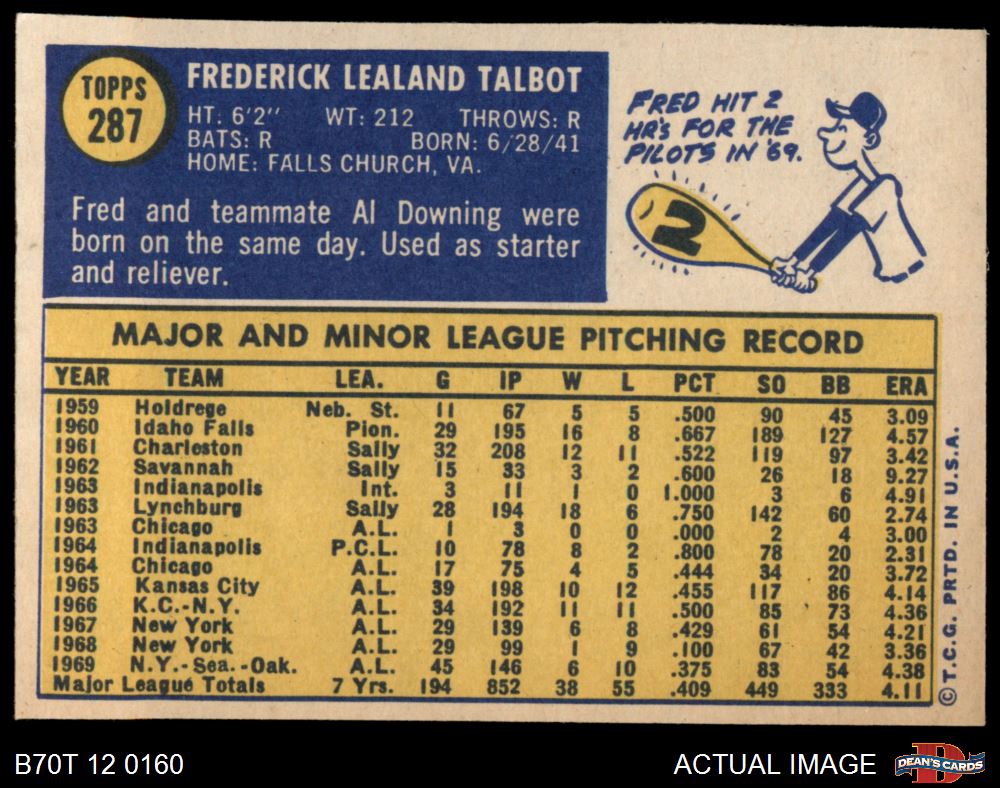 TOPPS
287
FREDERICK LEALAND TALBOT
HT: 6'2" WT: 212 THROWS: R
BATS: R BORN: 6/28/41
HOME: FALLS CHURCH, VA.
Fred and teammate Al Downing were
born on the same day. Used as starter
and reliever.
FRED HIT 2
HR's FOR THE
PILOTS IN '69.
2
MAJOR AND MINOR LEAGUE PITCHING RECORD
YEAR TEAM LEA. G IP W L PCT SO BB ERA
1959 Holdrege Neb. St. 11 67 5 5 .500 90 45 3.09
1960 Idaho Falls Pion. 29 195 16 8 .667 189 127 4.57
1961 Charleston Sally 32 208 12 11 .522 119 97 3.42
1962 Savannah Sally 15 33 3 2 .600 26 18 9.27
1963 Indianapolis Int. 3 11 1 0 1.000 3 6 4.91
1963 Lynchburg Sally 28 194 18 6 .750 142 60 2.74
1963 Chicago A.L. 1 3 0 0 .000 2 4 3.00
1964 Indianapolis P.C.L. 10 78 8 2 .800 78 20 2.31
1964 Chicago A.L. 17 75 4 5 .444 34 20 3.72
1965 Kansas City A.L. 39 198 10 12 .455 117 86 4.14
1966 K.C.-N.Y. A.L. 34 192 11 11 .500 85 73 4.36
1967 New York A.L. 29 139 6 8 .429 61 54 4.21
1968 New York A.L. 29 99 1 9 .100 67 42 3.36
1969 N.Y.-Sea.-Oak. A.L. 45 146 6 10 .375 83 54 4.38
Major League Totals 7 Yrs. 194 852 38 55 .409 449 333 4.11
© T.C.G. PRTD. IN U.S.A.
B70T 12 0160
ACTUAL IMAGE
D
DEAN'S CARDS